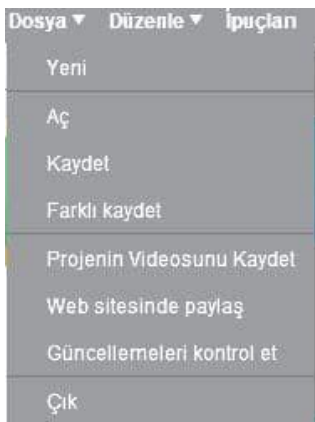 Dosya ▼ Düzenle ▼ İpuçları
Yeni
Aç
Kaydet
Farklı kaydet
Projenin Videosunu Kaydet
Web sitesinde paylaş
Güncellemeleri kontrol et
Çık